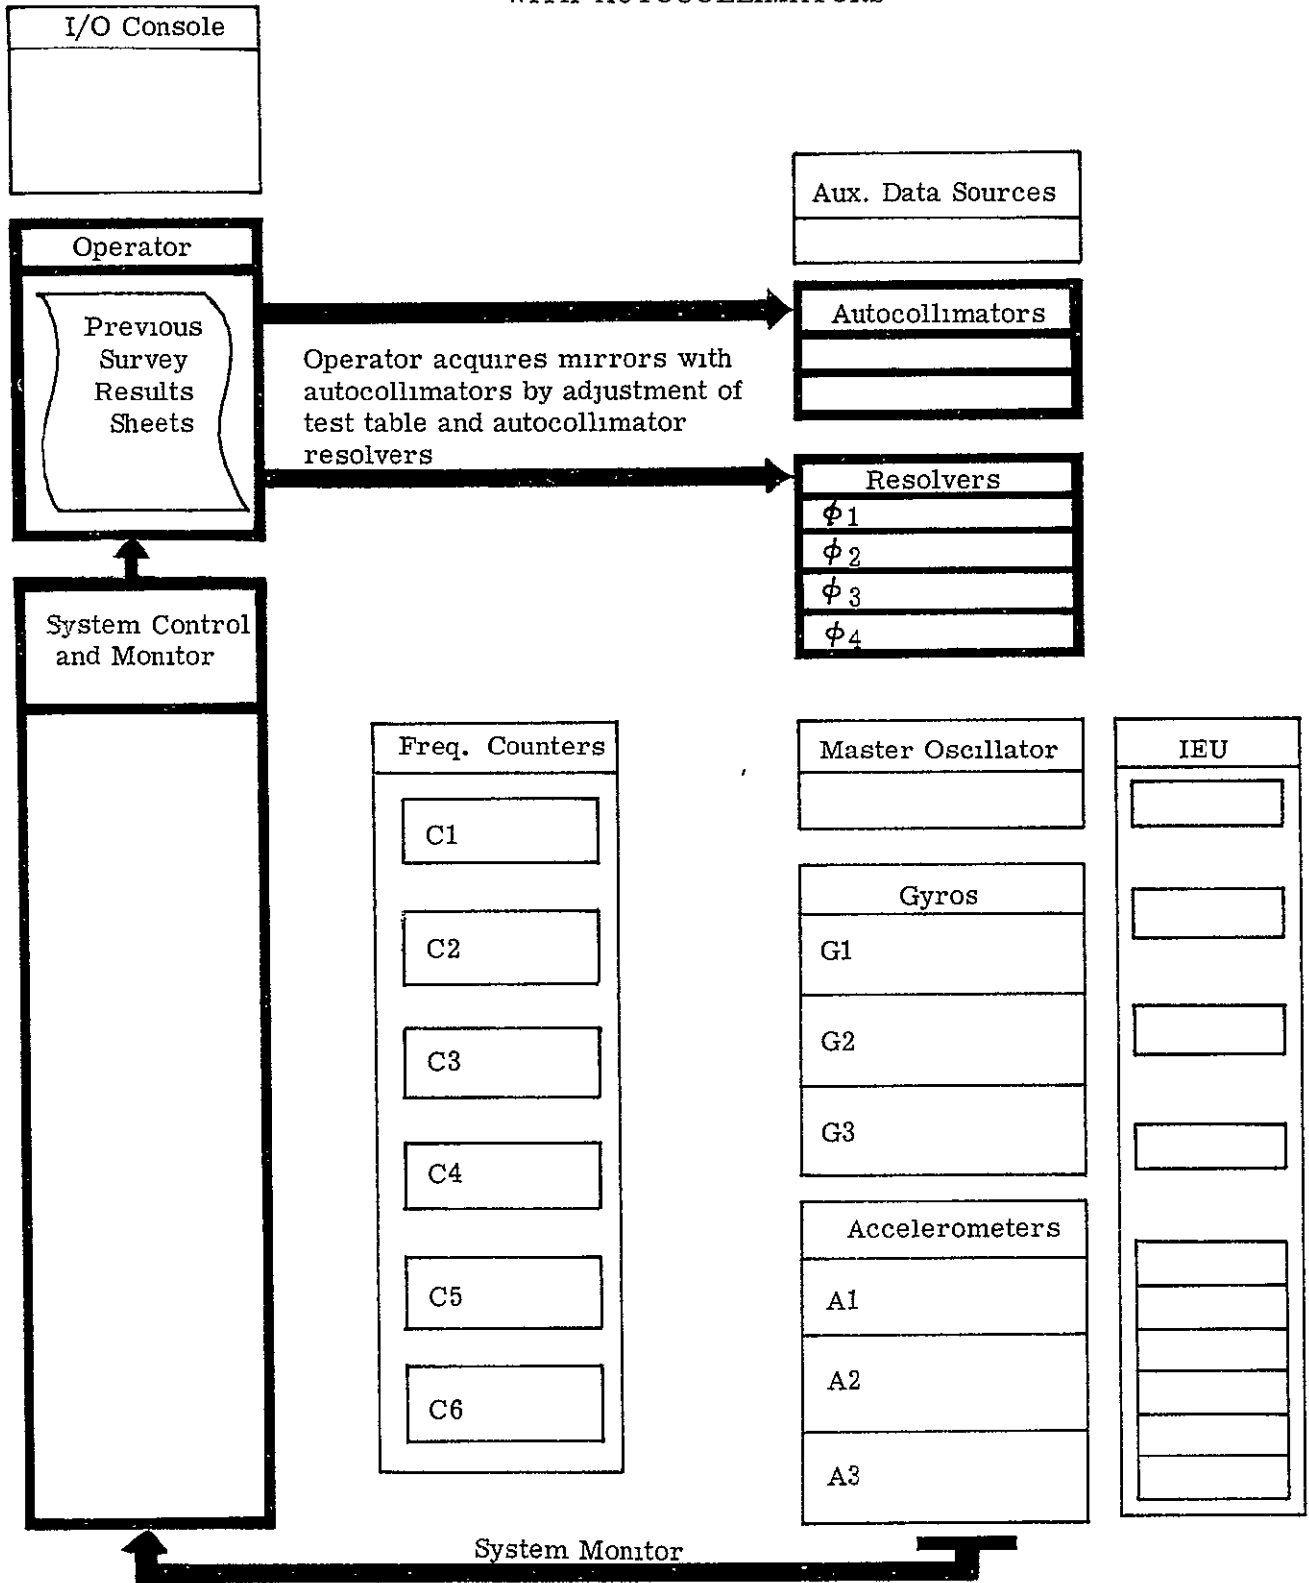 WITH AUTOCOLLIMATORS
I/O Console
Aux. Data Sources
Operator
Previous
Survey
Results
Sheets
Operator acquires mirrors with
autocollimators by adjustment of
test table and autocollimator
resolvers
Autocollimators
Resolvers
ϕ1
ϕ2
ϕ3
ϕ4
System Control
and Monitor
Freq. Counters
C1
C2
C3
C4
C5
C6
Master Oscillator
Gyros
G1
G2
G3
Accelerometers
A1
A2
A3
IEU
System Monitor